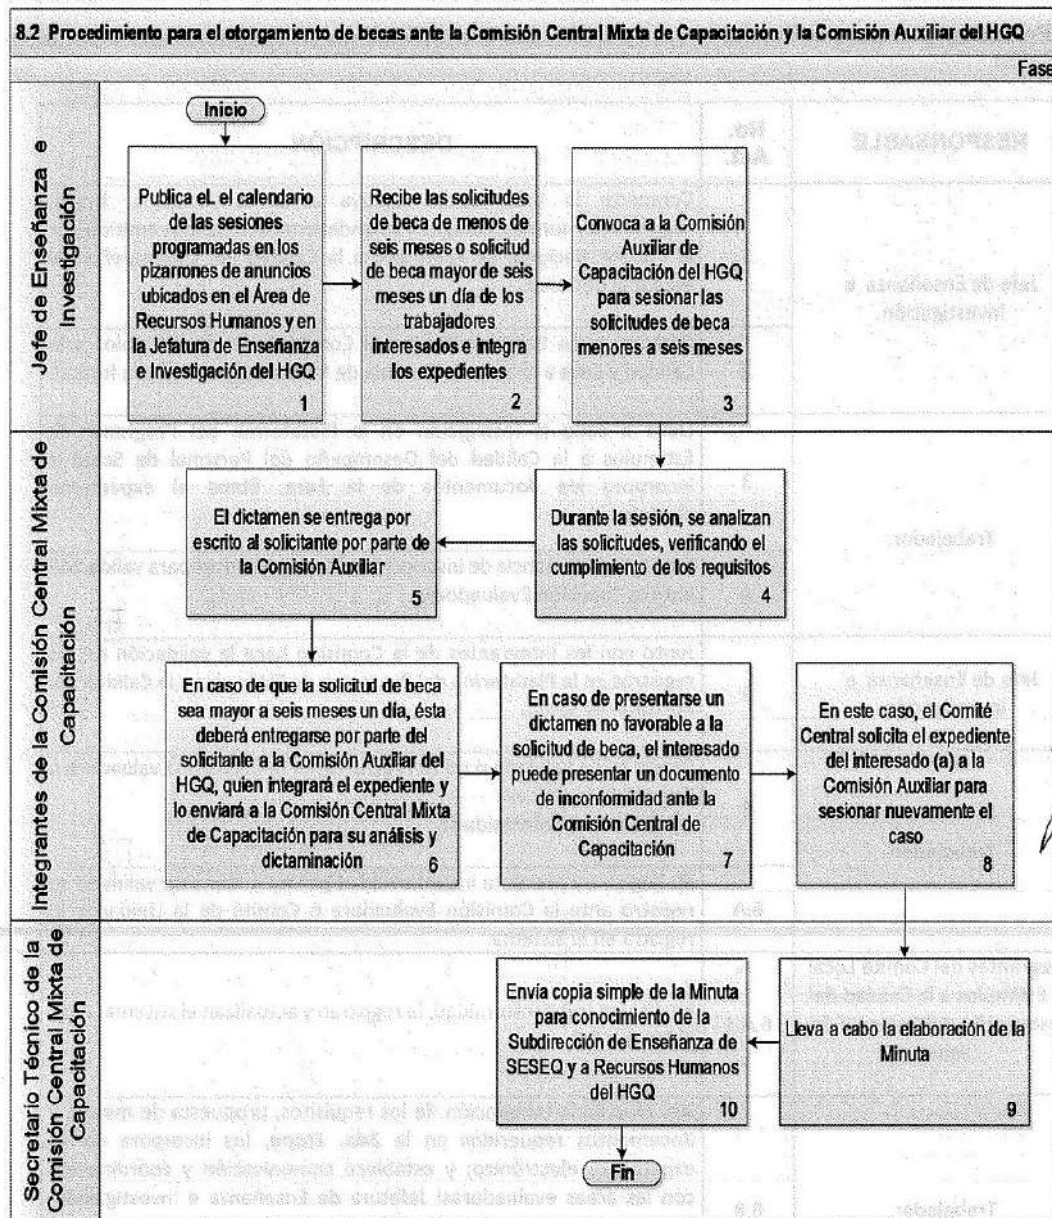 8.2 Procedimiento para el otorgamiento de becas ante la Comisión Central Mixta de Capacitación y la Comisión Auxiliar del HGQ
Fase
Jefe de Enseñanza e
Investigación
Inicio
Publica eL el calendario
de las sesiones
programadas en los
pizarrones de anuncios
ubicados en el Área de
Recursos Humanos y en
la Jefatura de Enseñanza
e Investigación del HGQ
1
Recibe las solicitudes
de beca de menos de
seis meses o solicitud
de beca mayor de seis
meses un día de los
trabajadores
interesados e integra
los expedientes
2
Convoca a la Comisión
Auxiliar de
Capacitación del HGQ
para sesionar las
solicitudes de beca
menores a seis meses
3
Integrantes de la Comisión Central Mixta de
Capacitación
Durante la sesión, se analizan
las solicitudes, verificando el
cumplimiento de los requisitos
4
El dictamen se entrega por
escrito al solicitante por parte de
la Comisión Auxiliar
5
En caso de que la solicitud de beca
sea mayor a seis meses un día, ésta
deberá entregarse por parte del
solicitante a la Comisión Auxiliar del
HGQ, quien integrará el expediente y
lo enviará a la Comisión Central Mixta
de Capacitación para su análisis y
dictaminación
6
En caso de presentarse un
dictamen no favorable a la
solicitud de beca, el interesado
puede presentar un documento
de inconformidad ante la
Comisión Central de
Capacitación
7
En este caso, el Comité
Central solicita el expediente
del interesado (a) a la
Comisión Auxiliar para
sesionar nuevamente el
caso
8
Secretario Técnico de la
Comisión Central Mixta de
Capacitación
Lleva a cabo la elaboración de la
Minuta
9
Envía copia simple de la Minuta
para conocimiento de la
Subdirección de Enseñanza de
SESEQ y a Recursos Humanos
del HGQ
10
Fin